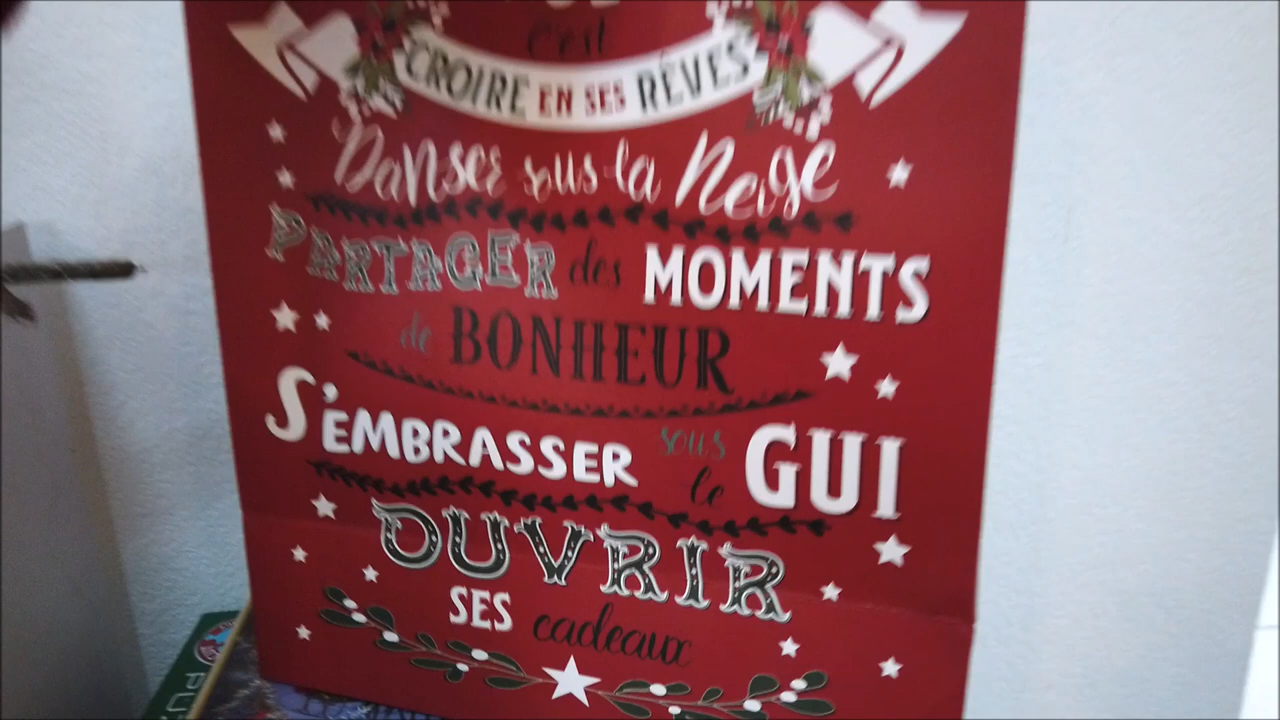 c'est
CROIRE EN SES RÊVES
Danser sous la Neige
PARTAGER des MOMENTS
de BONHEUR
S'EMBRASSER sous le GUI
OUVRIR
SES cadeaux